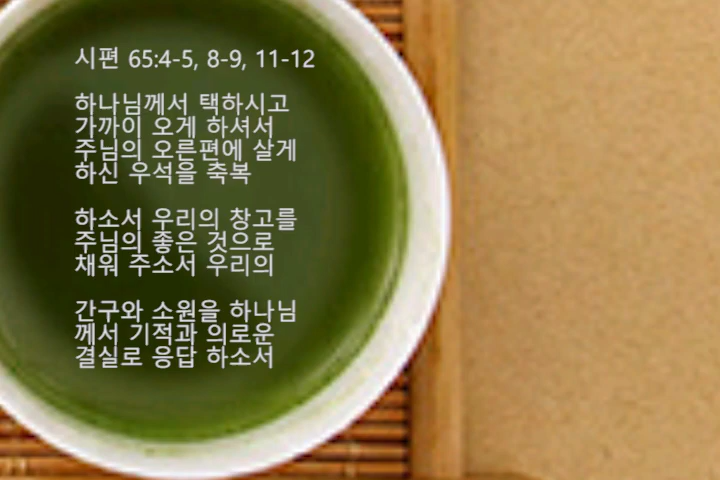 시편 65:4-5, 8-9, 11-12
하나님께서 택하시고
가까이 오게 하셔서
주님의 오른편에 살게
하신 우석을 축복
하소서 우리의 창고를
주님의 좋은 것으로
채워 주소서 우리의
간구와 소원을 하나님
께서 기적과 의로운
결실로 응답 하소서